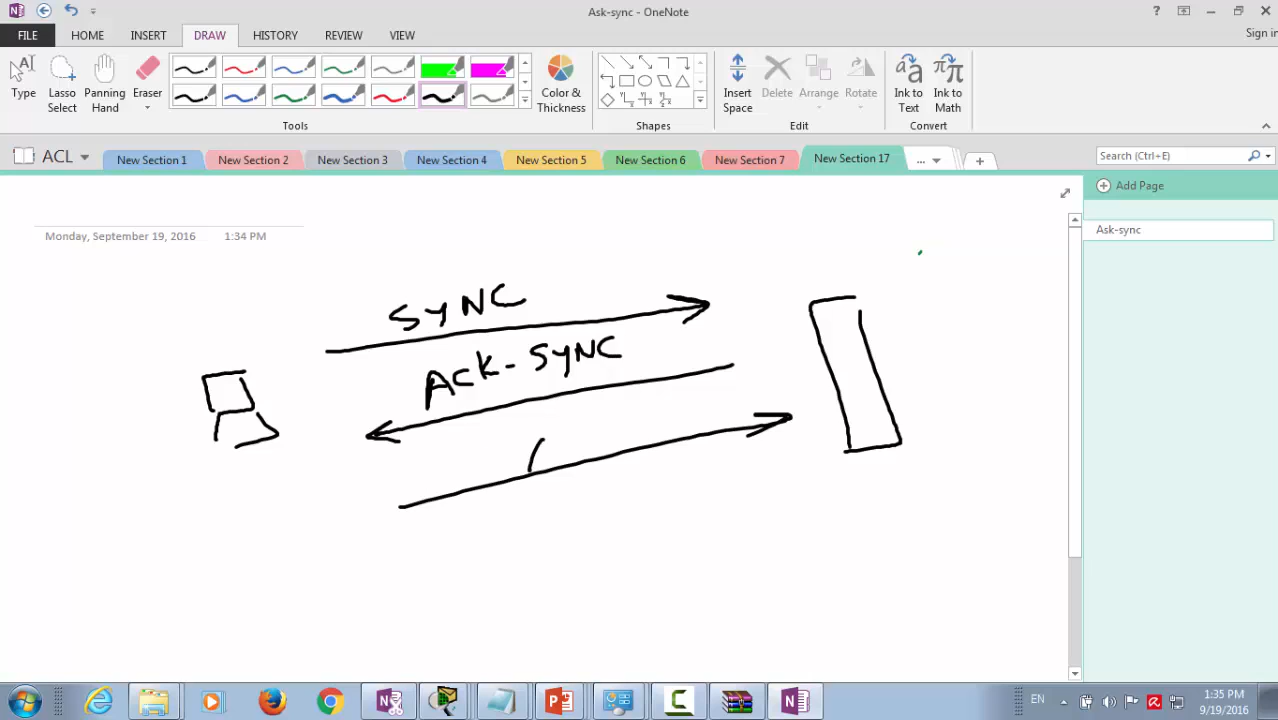 Ask-sync - OneNote
? 
Sign in
FILE HOME INSERT DRAW HISTORY REVIEW VIEW
Type
Lasso Select
Panning Hand
Eraser
Color & Thickness
Insert Space
Delete
Arrange
Rotate
Ink to Text
Ink to Math
Tools Shapes Edit Convert
ACL New Section 1 New Section 2 New Section 3 New Section 4 New Section 5 New Section 6 New Section 7 New Section 17 ...
Search (Ctrl+E)
Add Page
Ask-sync
Monday, September 19, 2016 1:34 PM
SYNC
ACK-SYNC
EN
1:35 PM
9/19/2016